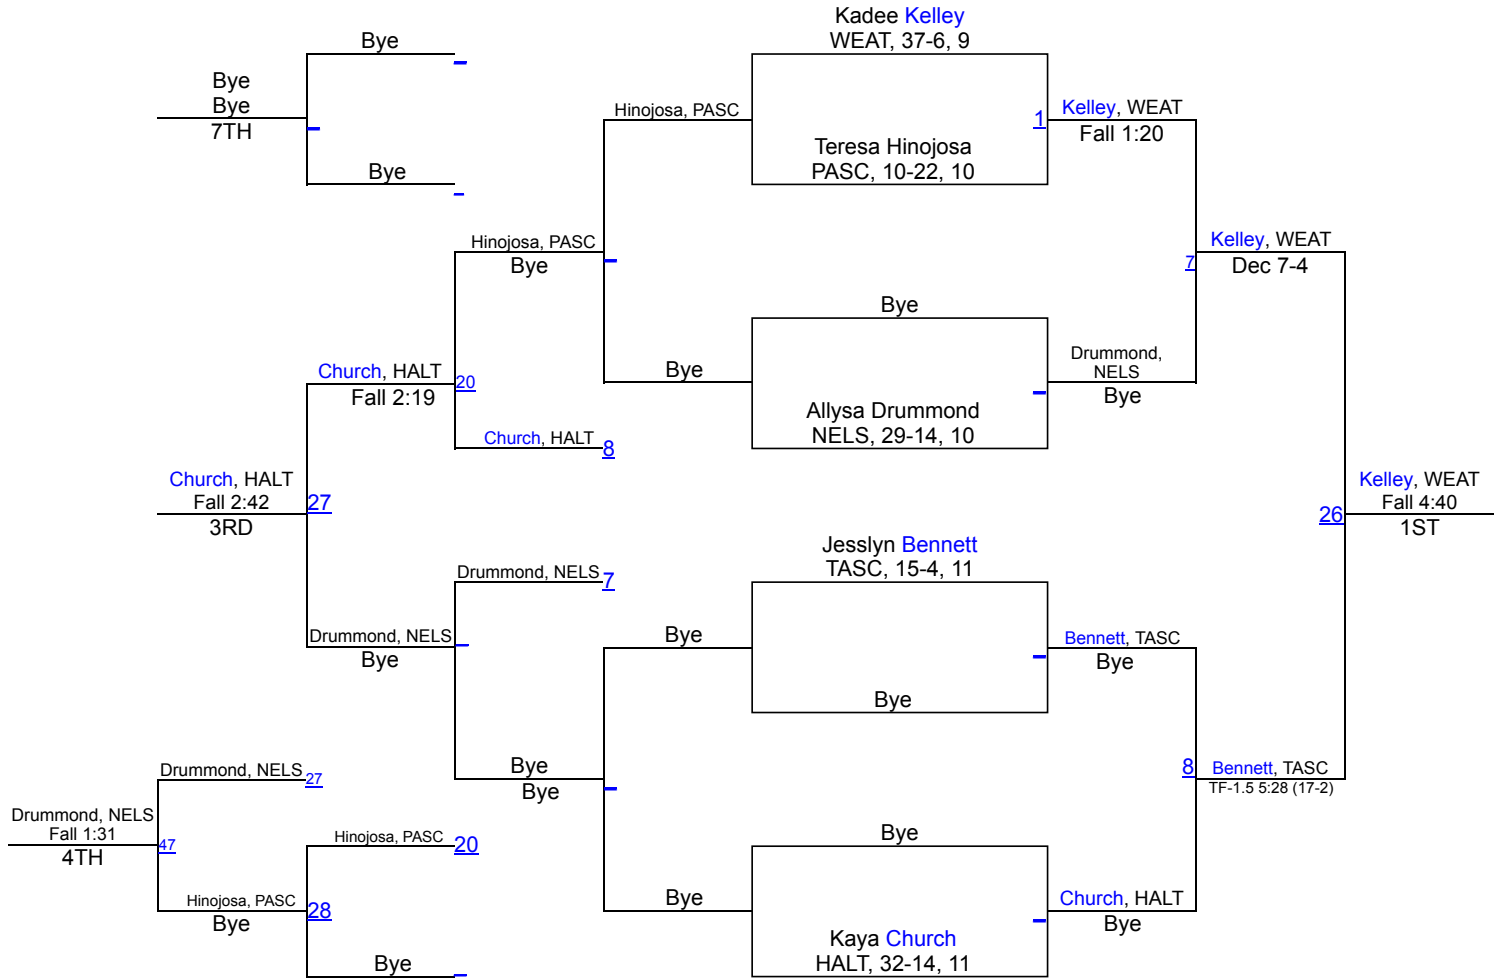 Kadee Kelley
WEAT, 37-6, 9
Bye
Bye
Bye
7TH
Hinojosa, PASC
1
Kelley, WEAT
Fall 1:20
Teresa Hinojosa
PASC, 10-22, 10
Bye
Hinojosa, PASC
Bye
Kelley, WEAT
7
Dec 7-4
Bye
Drummond,
NELS
Bye
Bye
Church, HALT
20
Fall 2:19
Allysa Drummond
NELS, 29-14, 10
Church, HALT
8
Church, HALT
Fall 2:42
27
3RD
Kelley, WEAT
Fall 4:40
26
1ST
Jesslyn Bennett
TASC, 15-4, 11
Drummond, NELS
7
Drummond, NELS
Bye
Bye
Bennett, TASC
Bye
Bye
Bye
Bye
8
Bennett, TASC
TF-1.5 5:28 (17-2)
Drummond, NELS
27
Drummond, NELS
Fall 1:31
47
4TH
Hinojosa, PASC
20
Bye
Hinojosa, PASC
28
Bye
Bye
Church, HALT
Bye
Kaya Church
HALT, 32-14, 11
Bye